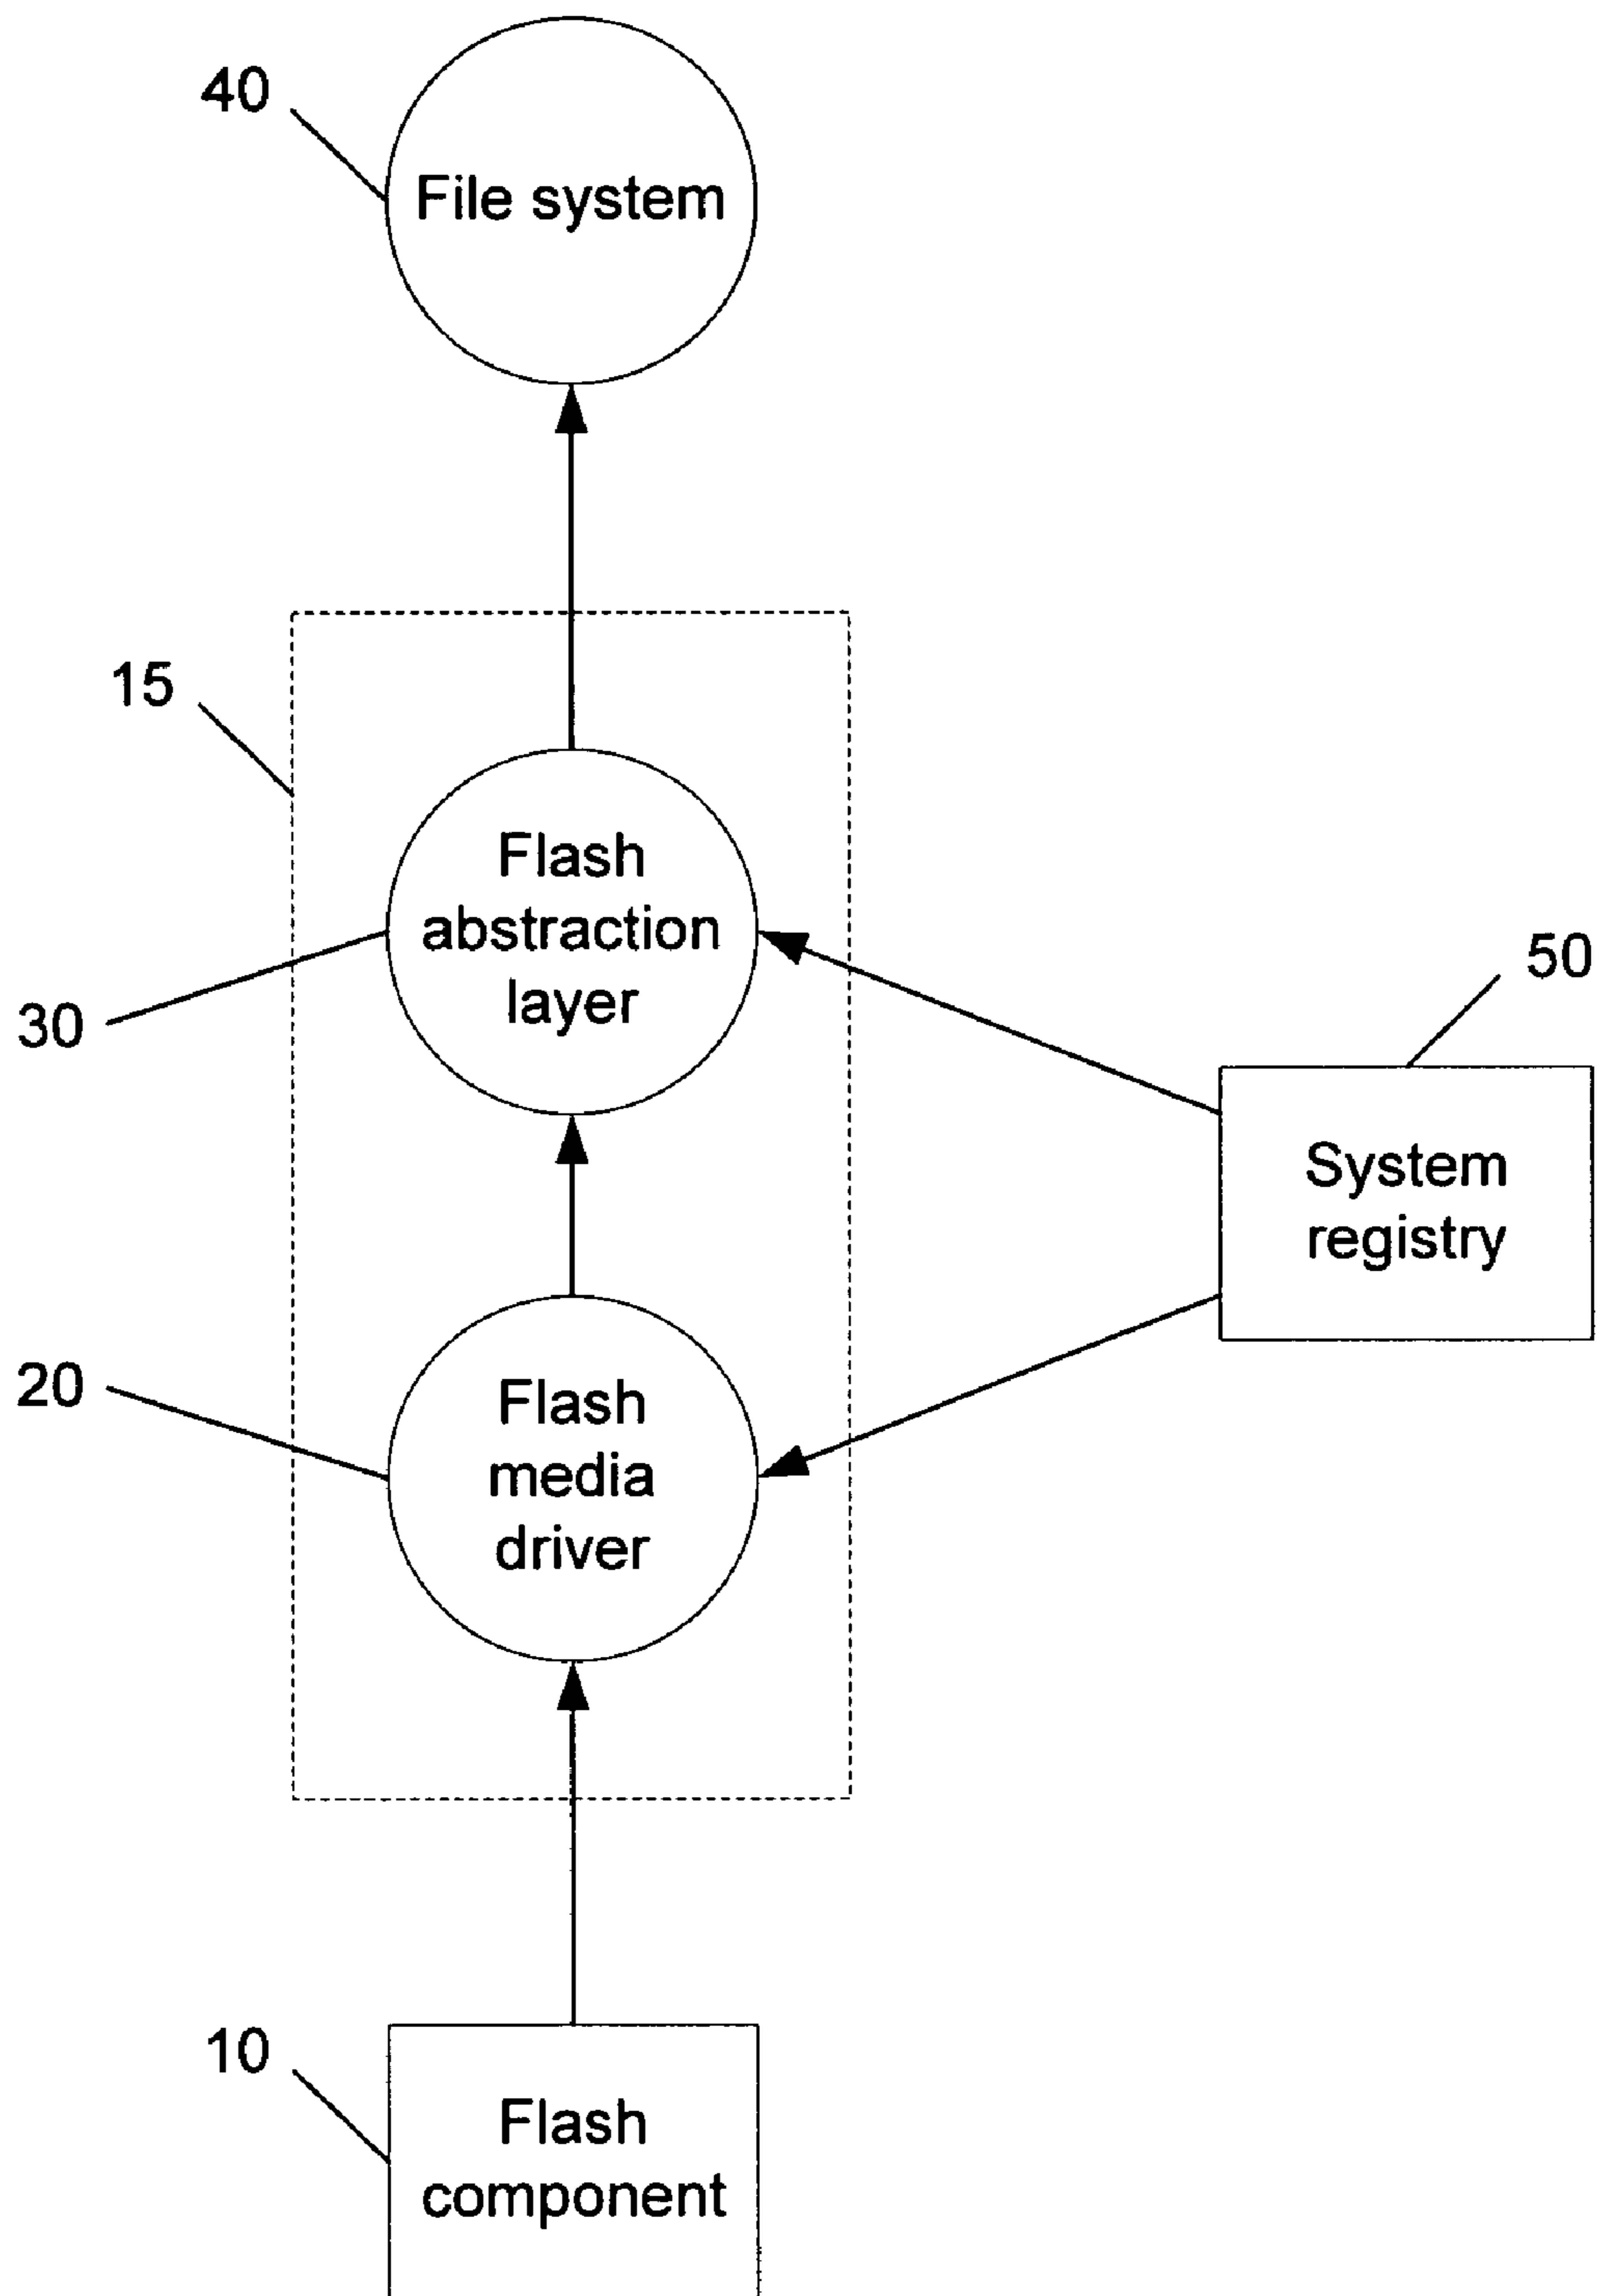 40
File system
15
Flash
abstraction
layer
30
50
System
registry
20
Flash
media
driver
10
Flash
component